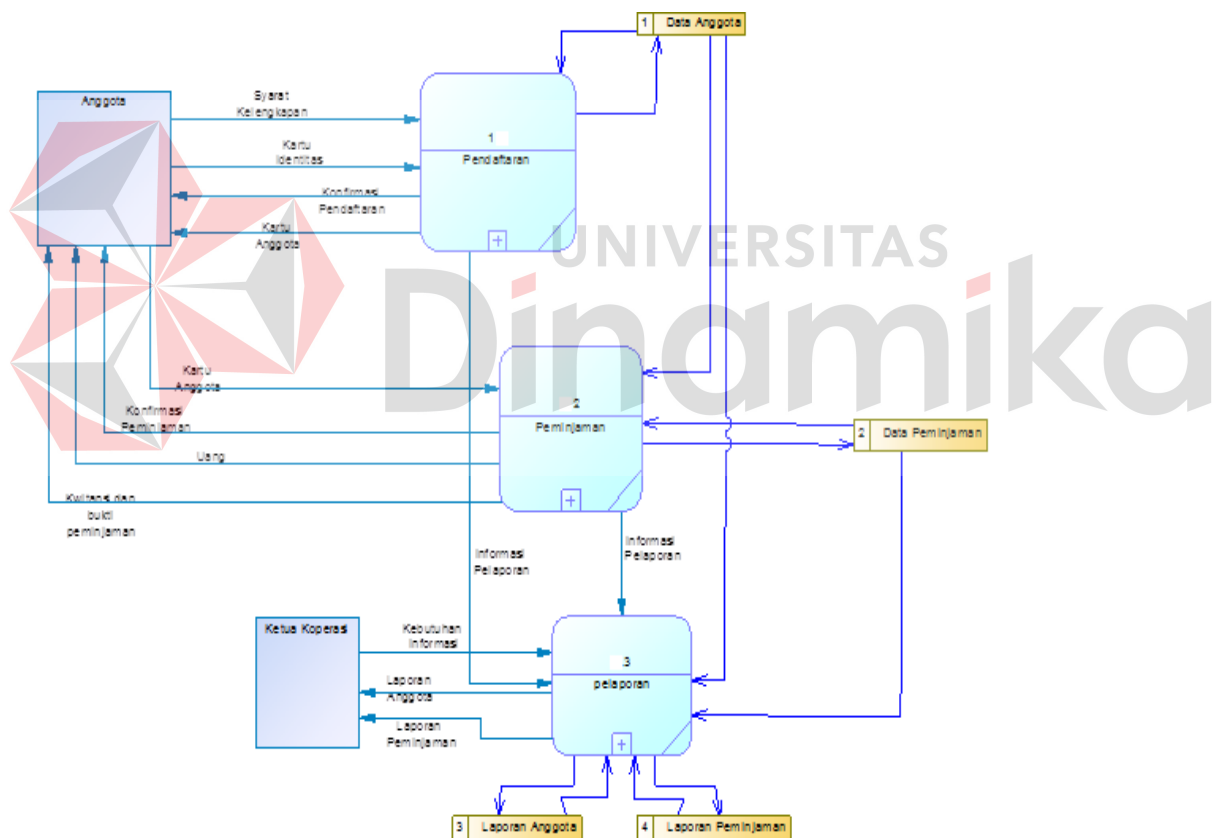 1 Data Anggota
Anggota
Syarat
Kelengkapan
Kartu
Identitas
Konfirmasi
Pendaftaran
Kartu
Anggota
1
Pendaftaran
UNIVERSITAS
Dinamika
Kartu
Anggota
Konfirmasi
Peminjaman
Uang
Kwitansi dan
bukti
peminjaman
2
Peminjaman
2 Data Peminjaman
Informasi
Pelaporan
Informasi
Pelaporan
Ketua Koperasi
Kebutuhan
Informasi
Laporan
Anggota
Laporan
Peminjaman
.3
pelaporan
3 Laporan Anggota
4 Laporan Peminjaman